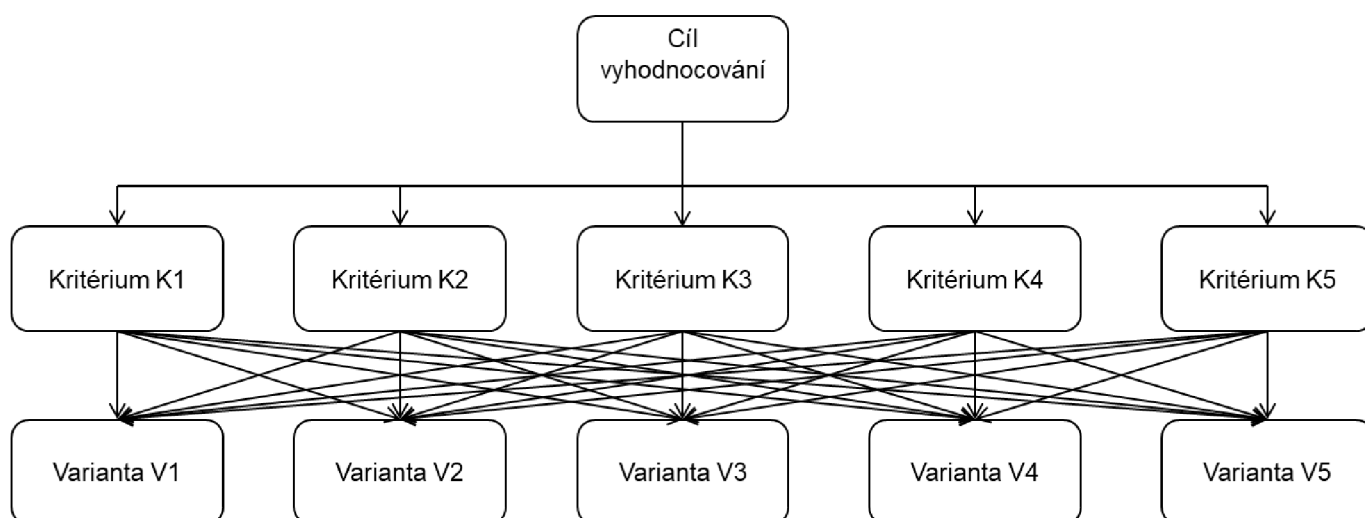 Cíl
vyhodnocování
Kritérium K1
Kritérium K2
Kritérium K3
Kritérium K4
Kritérium K5
Varianta V1
Varianta V2
Varianta V3
Varianta V4
Varianta V5